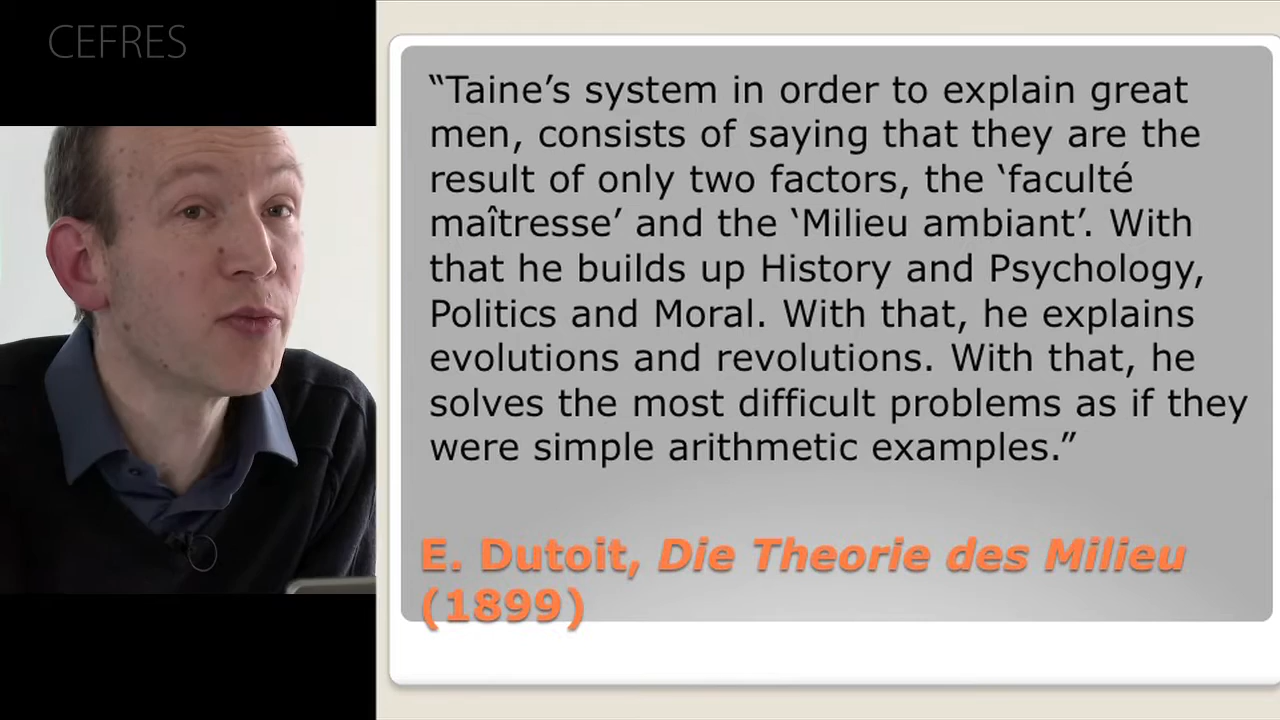 CEFRES
“Taine’s system in order to explain great
men, consists of saying that they are the
result of only two factors, the ‘faculté
maîtresse’ and the ‘Milieu ambiant’. With
that he builds up History and Psychology,
Politics and Moral. With that, he explains
evolutions and revolutions. With that, he
solves the most difficult problems as if they
were simple arithmetic examples.”
E. Dutoit, Die Theorie des Milieu
(1899)